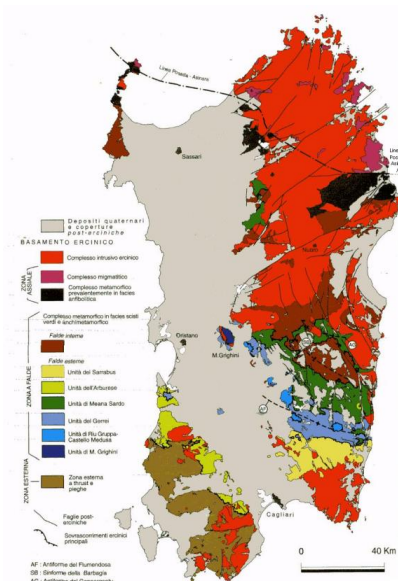 Linea Posada - Asinara
Sassari
Nuoro
Oristano
M.Grighini
Cagliari
Depositi quaternari
e coperture
post-erciniche
BASAMENTO ERCINICO
ZONA
ASSIALE
Complesso intrusivo ercinico
Complesso migmatitico
Complesso metamorfico
prevalentemente in facies
anfibolitica
Complesso metamorfico in facies scisti
verdi e anchimetamorfico
ZONA A FALDE
Falde interne
Falde esterne
Unità del Sarrabus
Unità dell'Arburese
Unità di Meana Sardo
Unità del Gerrei
Unità di Riu Gruppa-
Castello Medusa
Unità di M. Grighini
ZONA ESTERNA
Zona esterna
a thrust a
pieghe
Faglie post-
erciniche
Sovrascorrimenti ercinici
principali
AF : Antiforme del Flumendosa
SB : Sinforme della Barbagia
0 40 Km